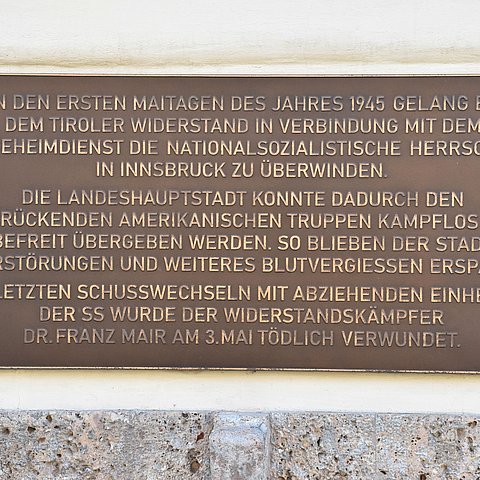 N DEN ERSTEN MAITAGEN DES JAHRES 1945 GELANG E
DEM TIROLER WIDERSTAND IN VERBINDUNG MIT DEM
EHEIMDIENST DIE NATIONALSOZIALISTISCHE HERRSC
IN INNSBRUCK ZU ÜBERWINDEN.
DIE LANDESHAUPTSTADT KONNTE DADURCH DEN
RÜCKENDEN AMERIKANISCHEN TRUPPEN KAMPFLOS
BEFREIT ÜBERGEBEN WERDEN. SO BLIEBEN DER STAD
RSTÖRUNGEN UND WEITERES BLUTVERGIESSEN ERSPA
LETZTEN SCHUSSWECHSELN MIT ABZIEHENDEN EINHE
DER SS WURDE DER WIDERSTANDSKÄMPFER
DR. FRANZ MAIR AM 3.MAI TÖDLICH VERWUNDET.